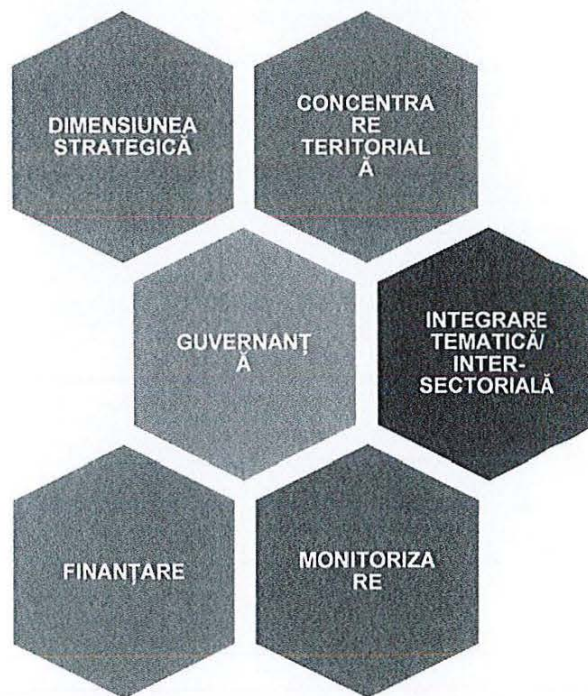 DIMENSIUNEA
STRATEGICĂ
CONCENTRA
RE
TERITORIAL
Ă
GUVERNANȚ
Ă
INTEGRARE
TEMATICĂ/
INTER-
SECTORIALĂ
FINANȚARE
MONITORIZA
RE